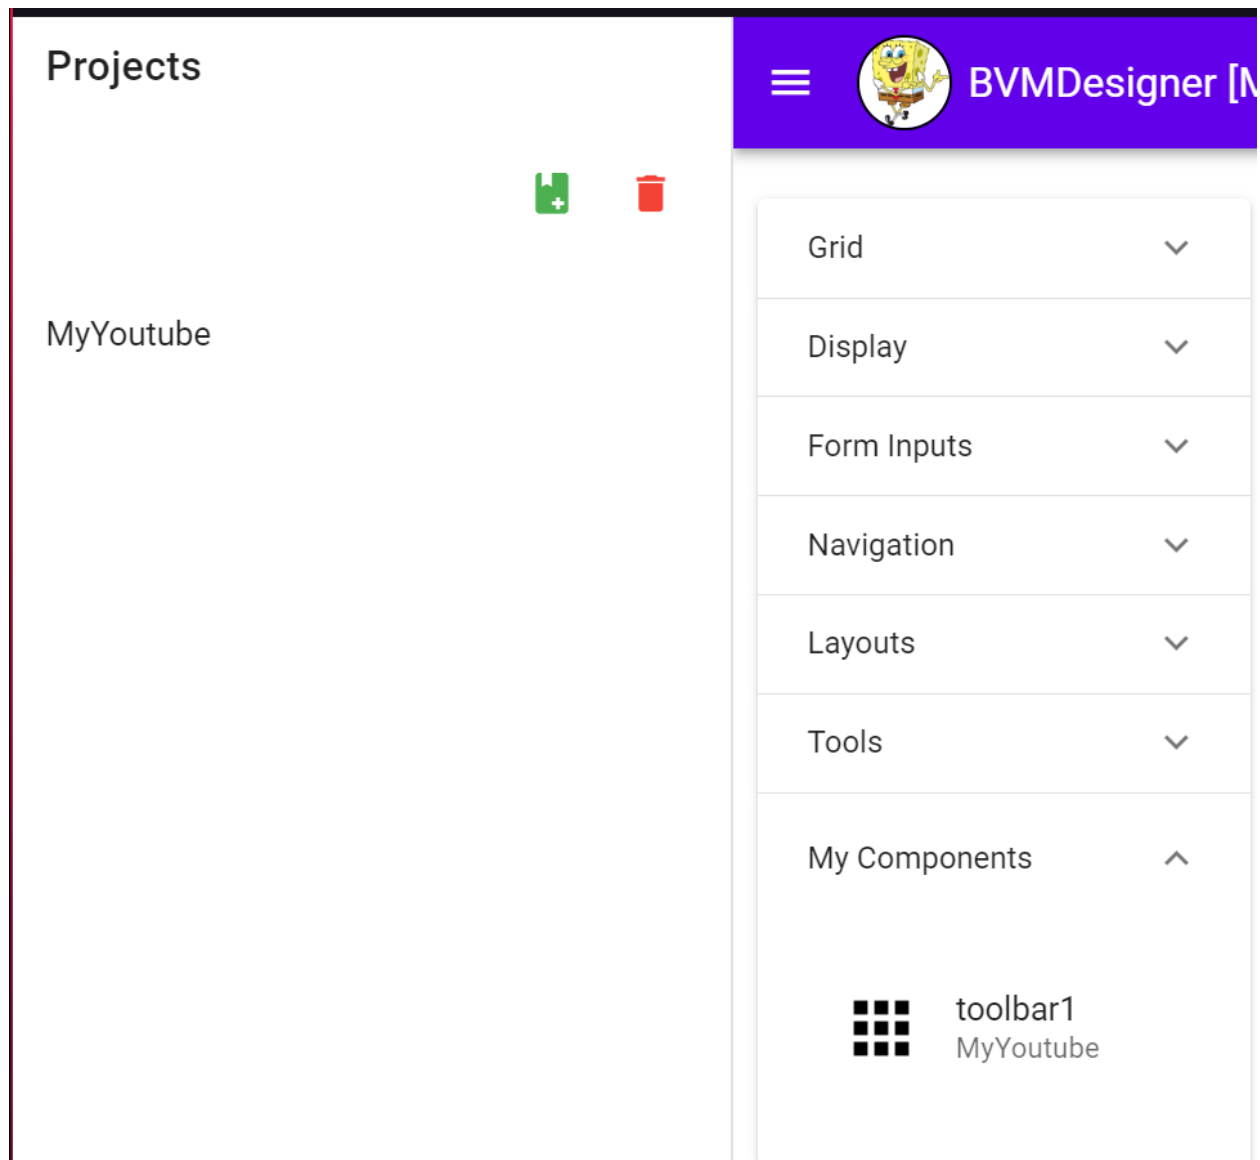 Projects
MyYoutube
BVMDesigner [M
Grid
Display
Form Inputs
Navigation
Layouts
Tools
My Components
toolbar1
MyYoutube